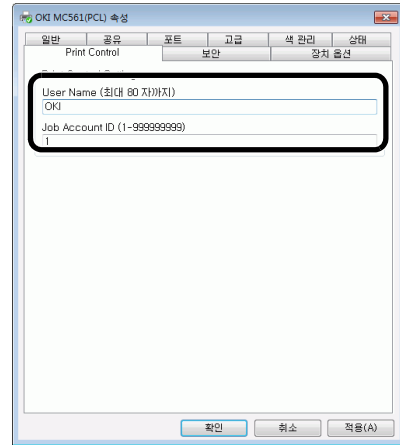 OKI MC561(PCL) 속성
일반 공유 포트 고급 색 관리 상태
Print Control 보안 장치 옵션
User Name (최대 80 자까지)
OKI
Job Account ID (1-999999999)
1
확인 취소 적용(A)